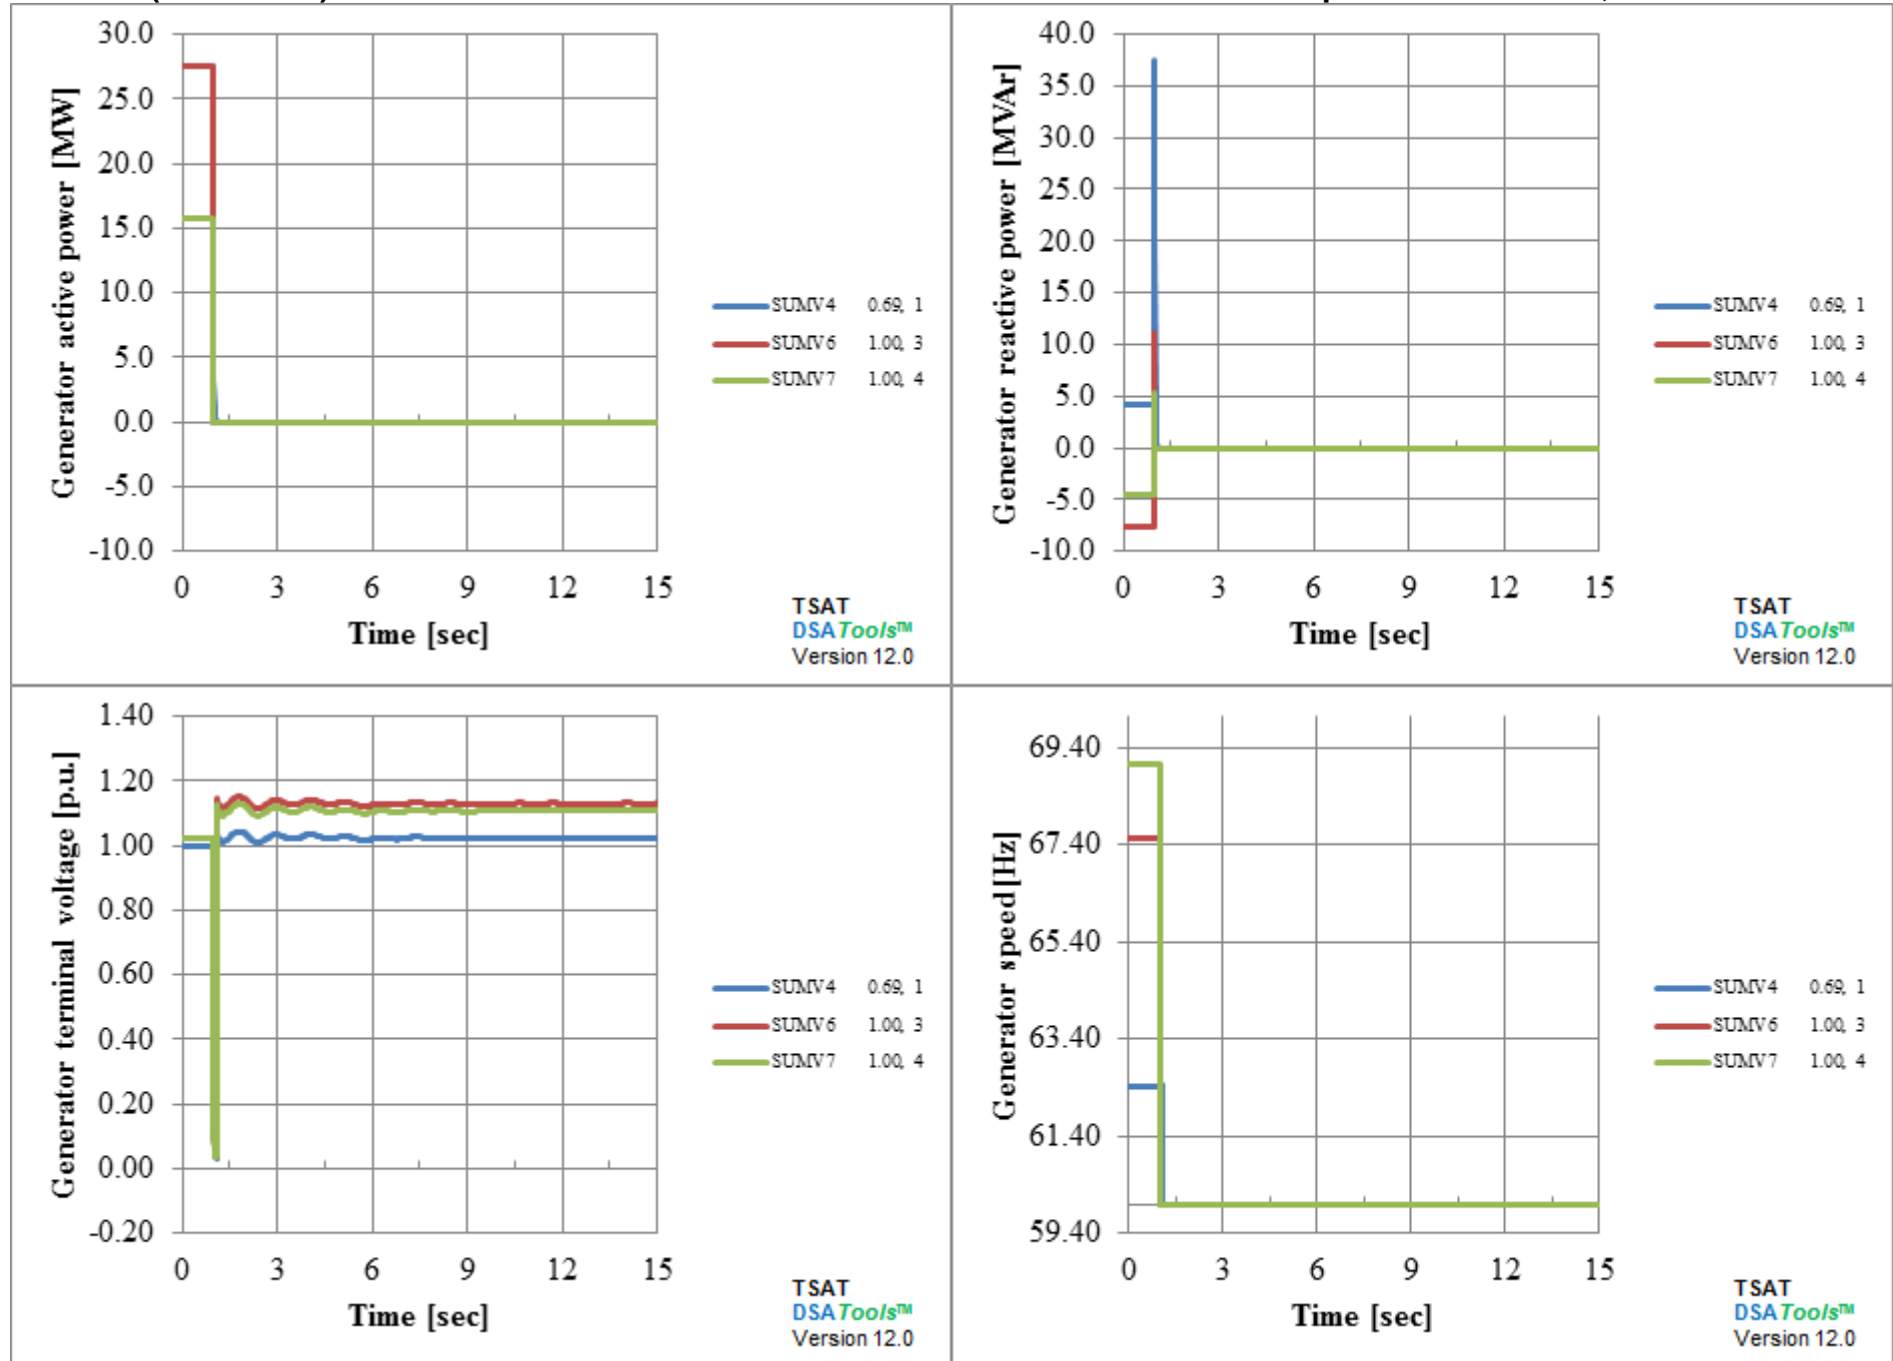 Generator active power [MW]
30.0
25.0
20.0
15.0
10.0
5.0
0.0
-5.0
-10.0
0 3 6 9 12 15
Time [sec]
SUMV4 0.69, 1
SUMV6 1.00, 3
SUMV7 1.00, 4
TSAT
DSATools™
Version 12.0
Generator reactive power [MVAr]
40.0
35.0
30.0
25.0
20.0
15.0
10.0
5.0
0.0
-5.0
-10.0
0 3 6 9 12 15
Time [sec]
SUMV4 0.69, 1
SUMV6 1.00, 3
SUMV7 1.00, 4
TSAT
DSATools™
Version 12.0
Generator terminal voltage [p.u.]
1.40
1.20
1.00
0.80
0.60
0.40
0.20
0.00
-0.20
0 3 6 9 12 15
Time [sec]
SUMV4 0.69, 1
SUMV6 1.00, 3
SUMV7 1.00, 4
TSAT
DSATools™
Version 12.0
Generator speed [Hz]
69.40
67.40
65.40
63.40
61.40
59.40
0 3 6 9 12 15
Time [sec]
SUMV4 0.69, 1
SUMV6 1.00, 3
SUMV7 1.00, 4
TSAT
DSATools™
Version 12.0